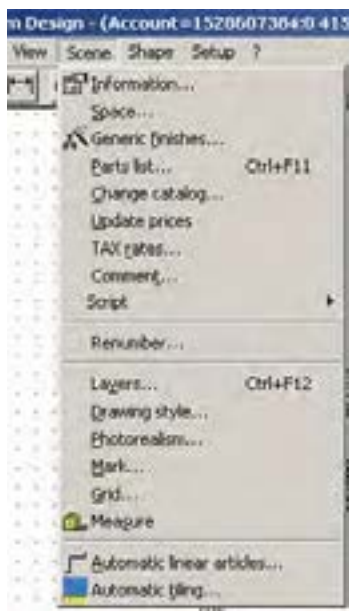 m Design - (Account=1528607384:0 415
View Scene Shape Setup ?
Information...
Space...
Generic finishes...
Parts list... Ctrl+F11
Change catalog...
Update prices
TAX rates...
Comment...
Script
Renumber...
Layers... Ctrl+F12
Drawing style...
Photorealism...
Mark...
Grid...
Measure
Automatic linear articles...
Automatic tiling...